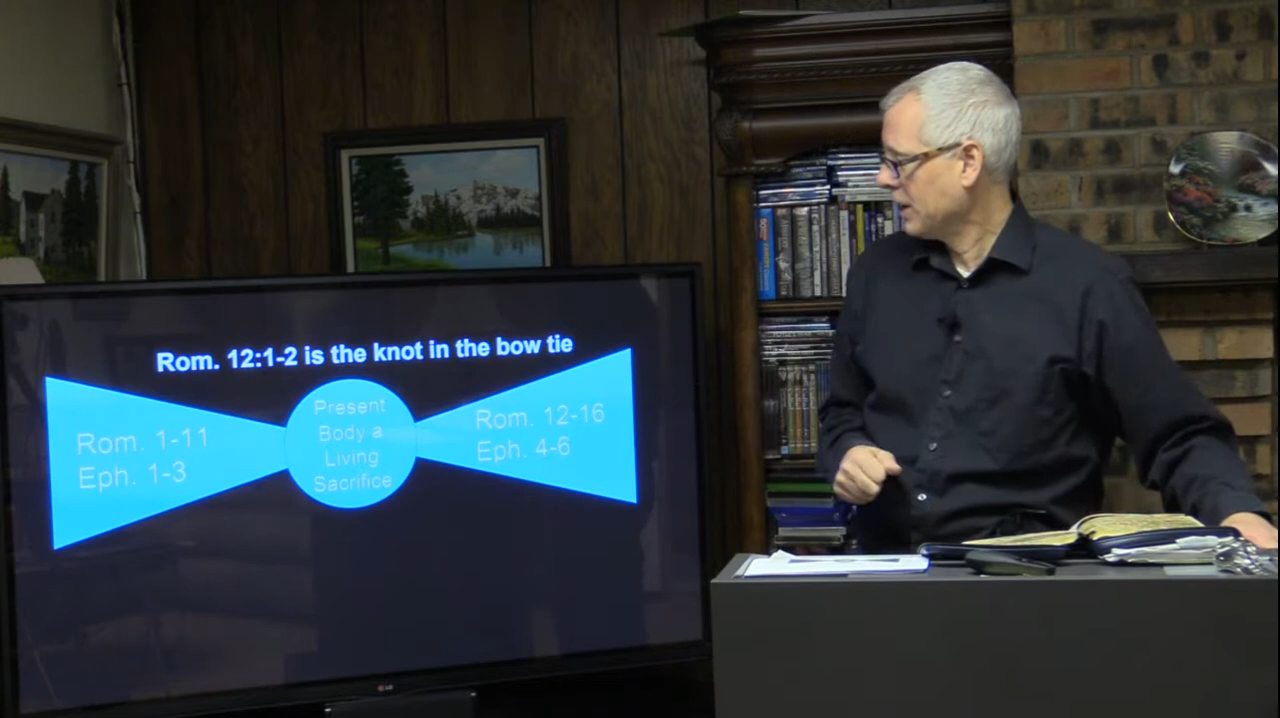 Rom. 12:1-2 is the knot in the bow tie
Rom. 1-11
Eph. 1-3
Present
Body a
Living
Sacrifice
Rom. 12-16
Eph. 4-6
LG